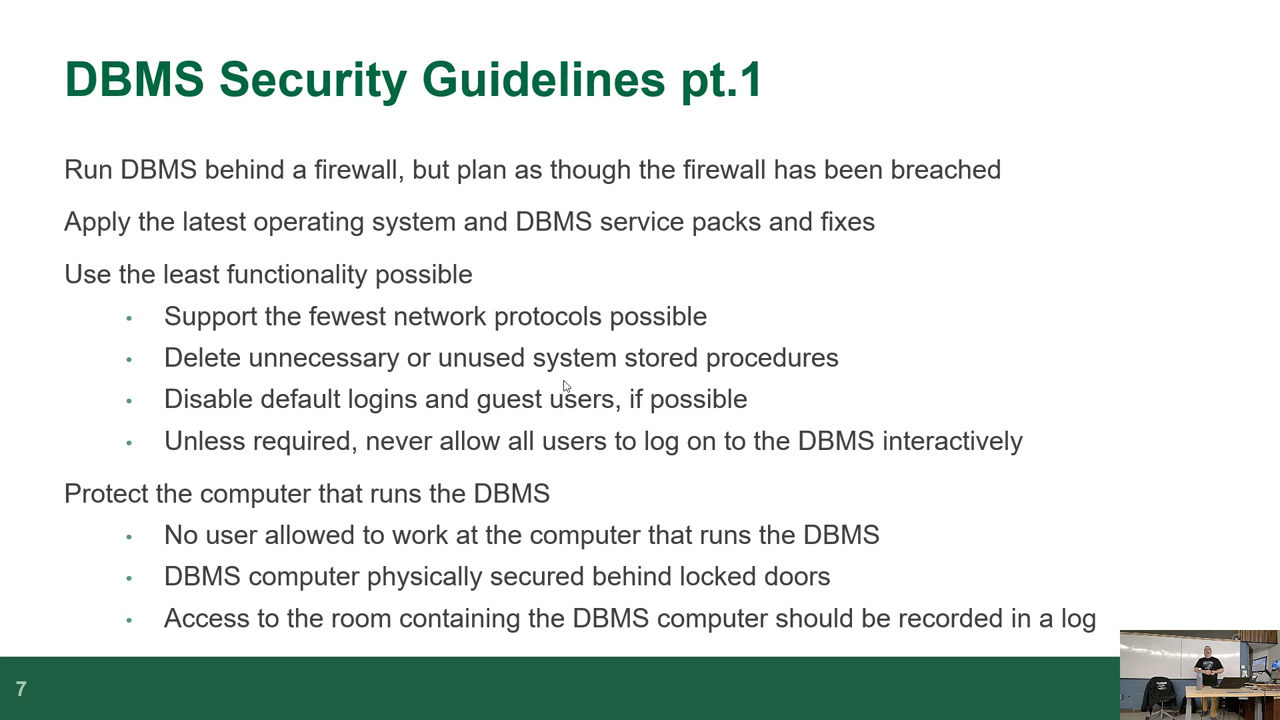 DBMS Security Guidelines pt.1
Run DBMS behind a firewall, but plan as though the firewall has been breached
Apply the latest operating system and DBMS service packs and fixes
Use the least functionality possible
• Support the fewest network protocols possible
• Delete unnecessary or unused system stored procedures
• Disable default logins and guest users, if possible
• Unless required, never allow all users to log on to the DBMS interactively
Protect the computer that runs the DBMS
• No user allowed to work at the computer that runs the DBMS
• DBMS computer physically secured behind locked doors
• Access to the room containing the DBMS computer should be recorded in a log
7